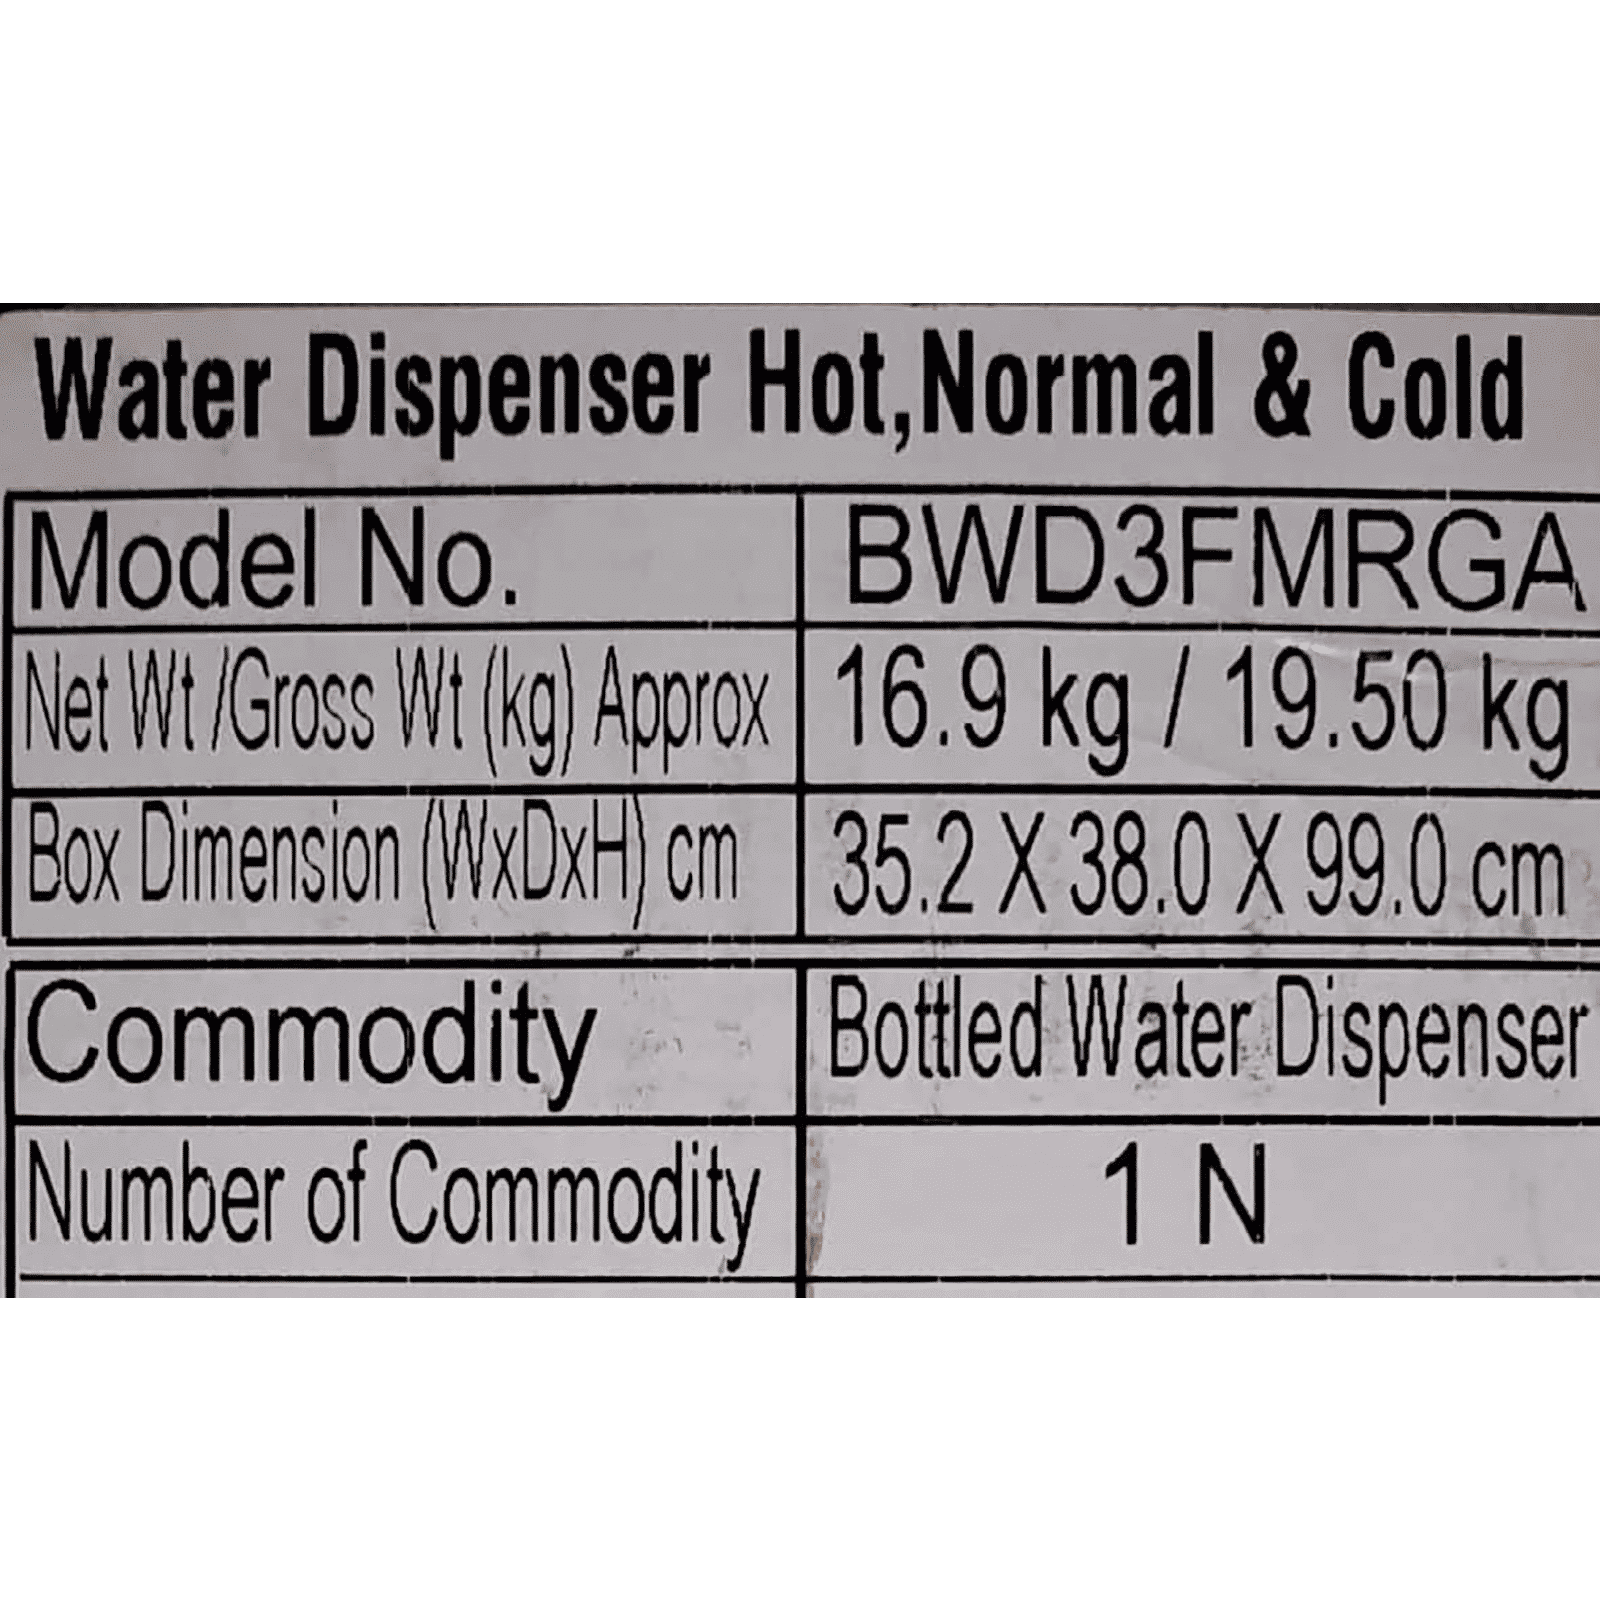 Water Dispenser Hot,Normal & Cold
Model No. BWD3FMRGA
Net Wt /Gross Wt (kg) Approx 16.9 kg / 19.50 kg
Box Dimension (WxDxH) cm 35.2 X 38.0 X 99.0 cm
Commodity Bottled Water Dispenser
Number of Commodity 1 N